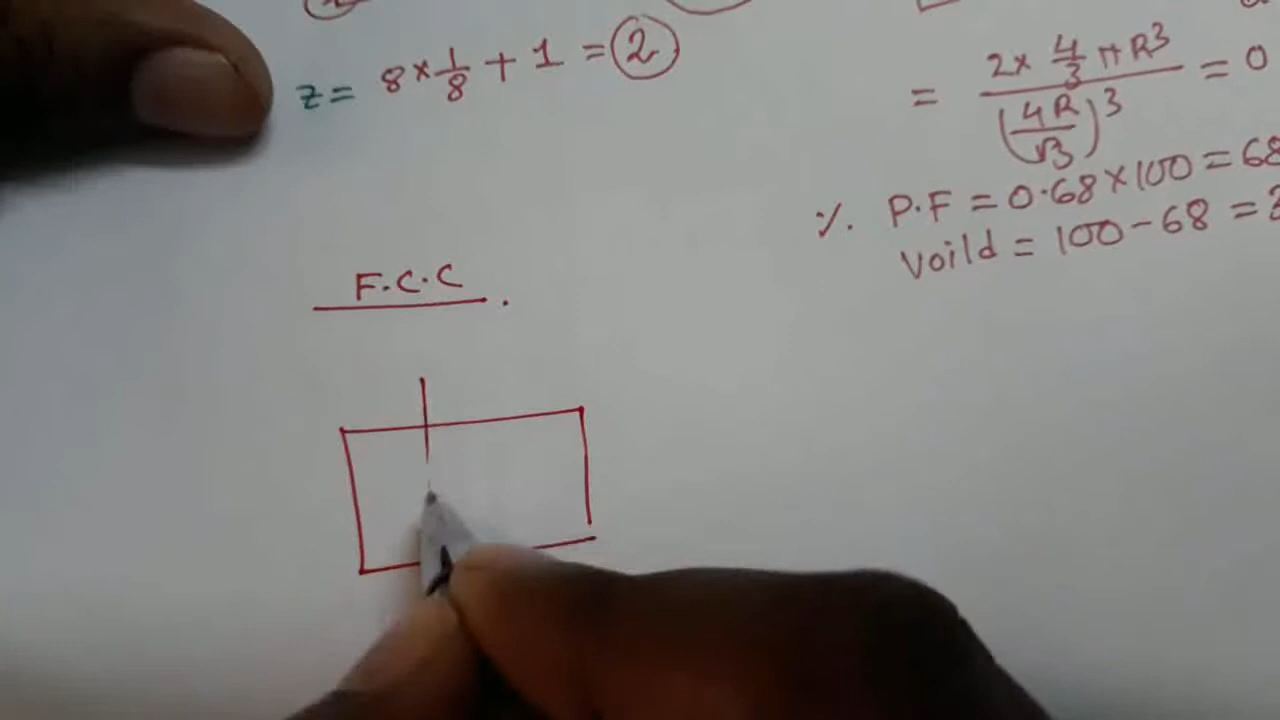 z = 8 × 1/8 + 1 = 2
= 2 × 4/3 π R³ / (4R/√3)³ = 0
% P.F = 0.68 × 100 = 68
Voild = 100 - 68 =
F.C.C